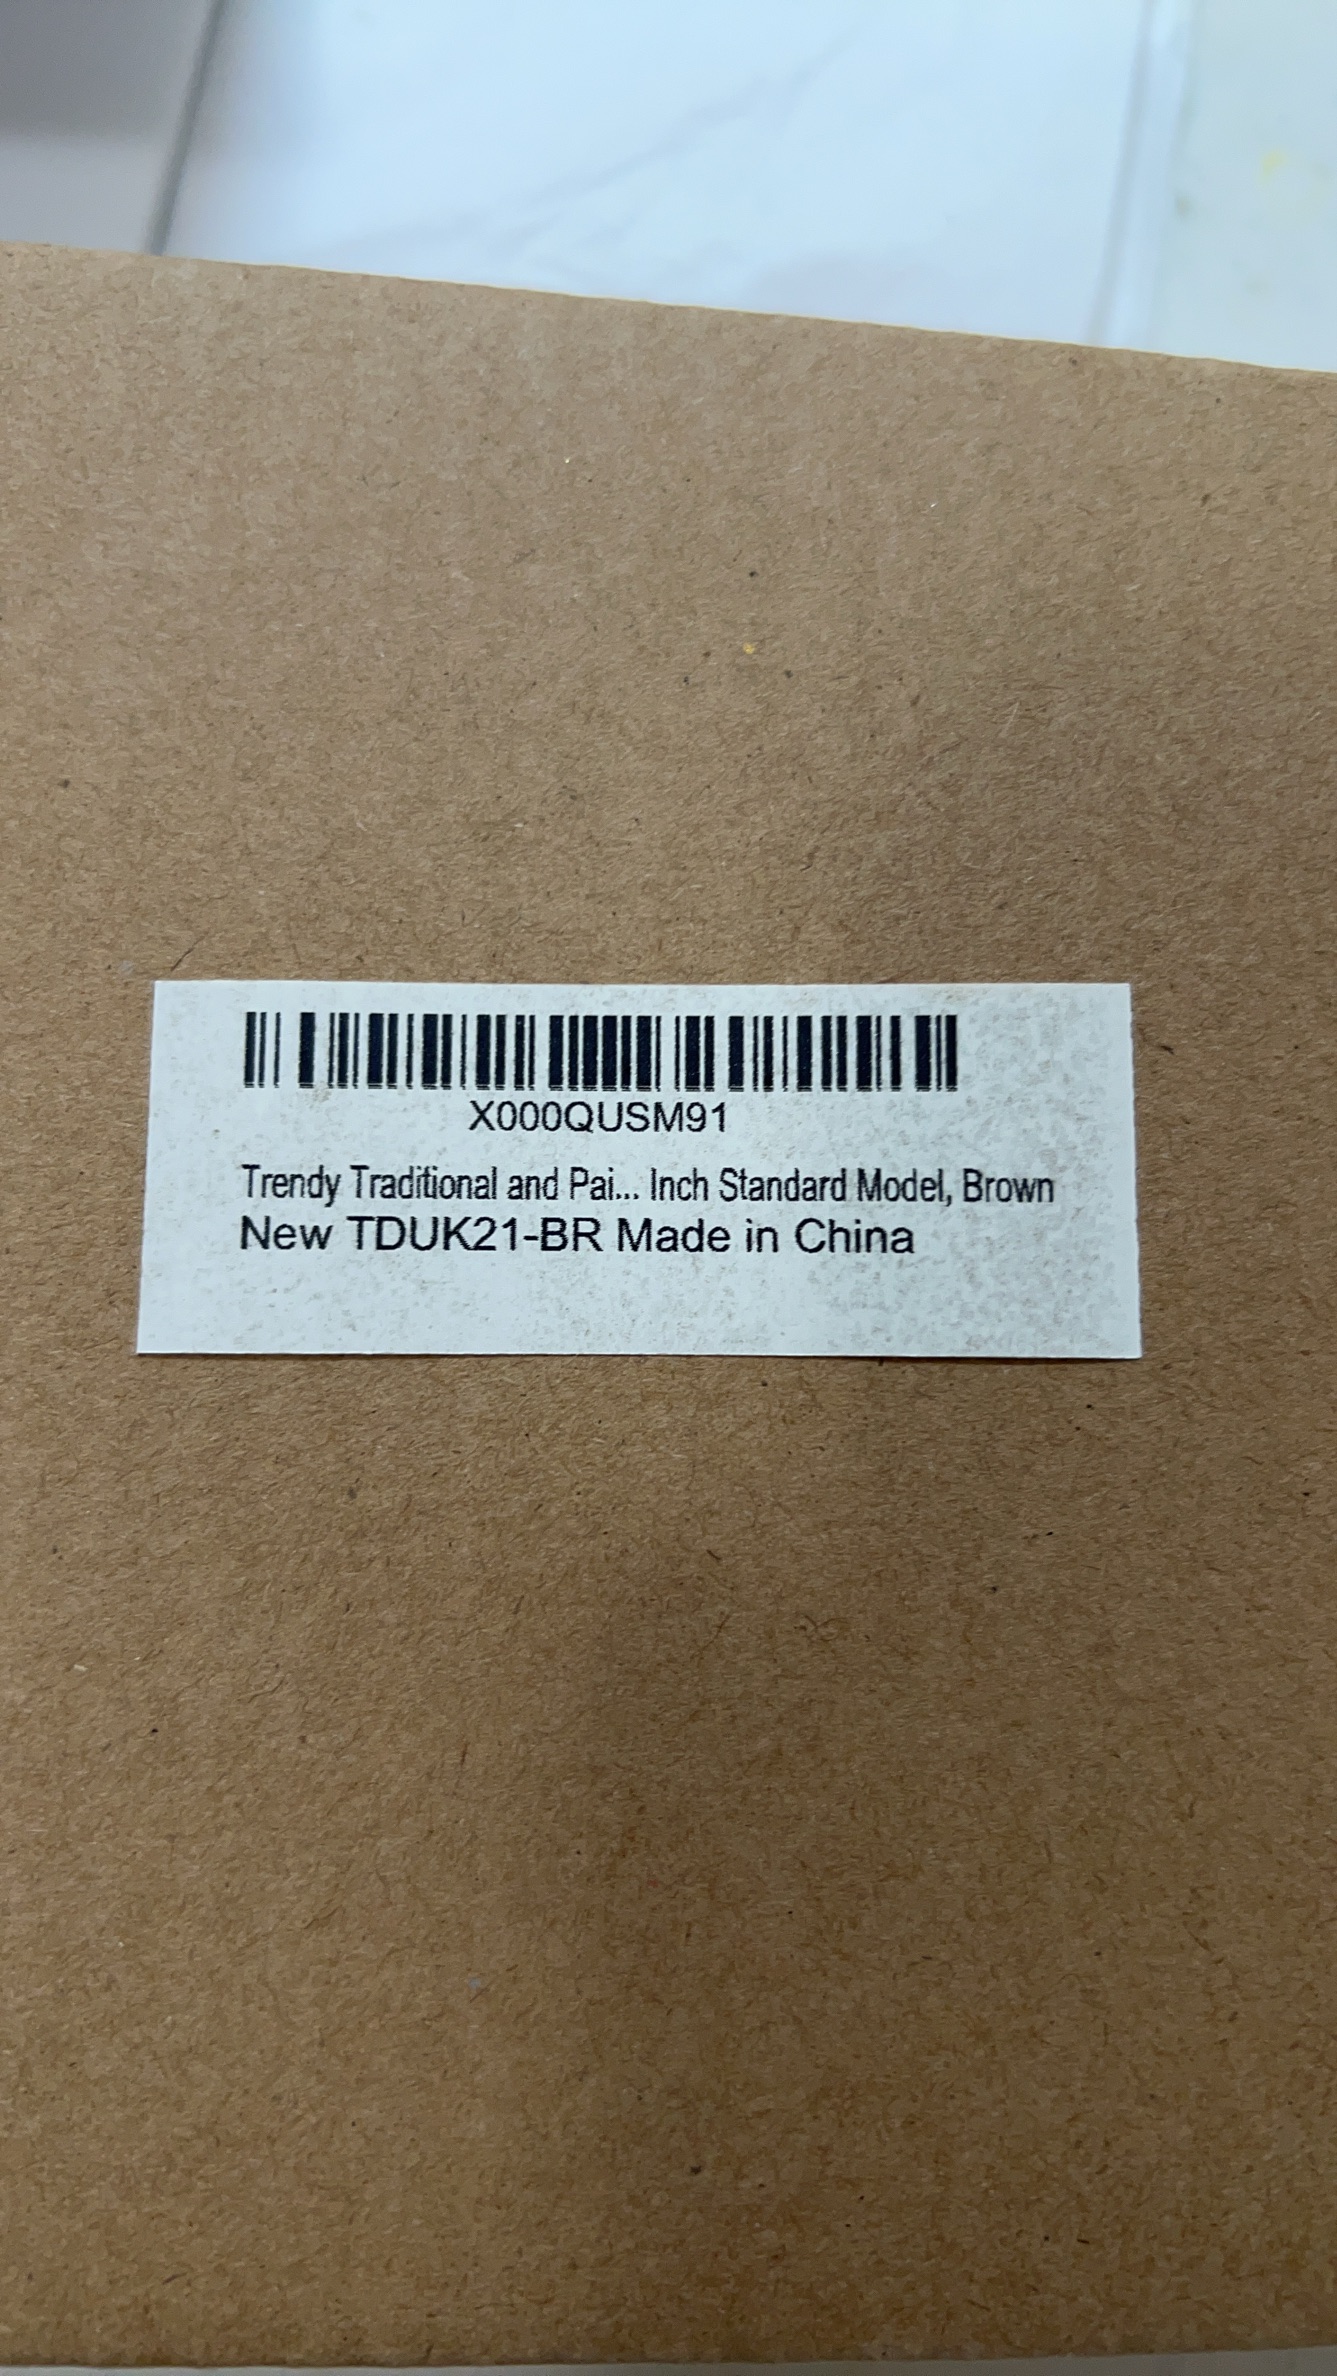 X000QUSM91
Trendy Traditional and Pai... Inch Standard Model, Brown
New TDUK21-BR Made in China